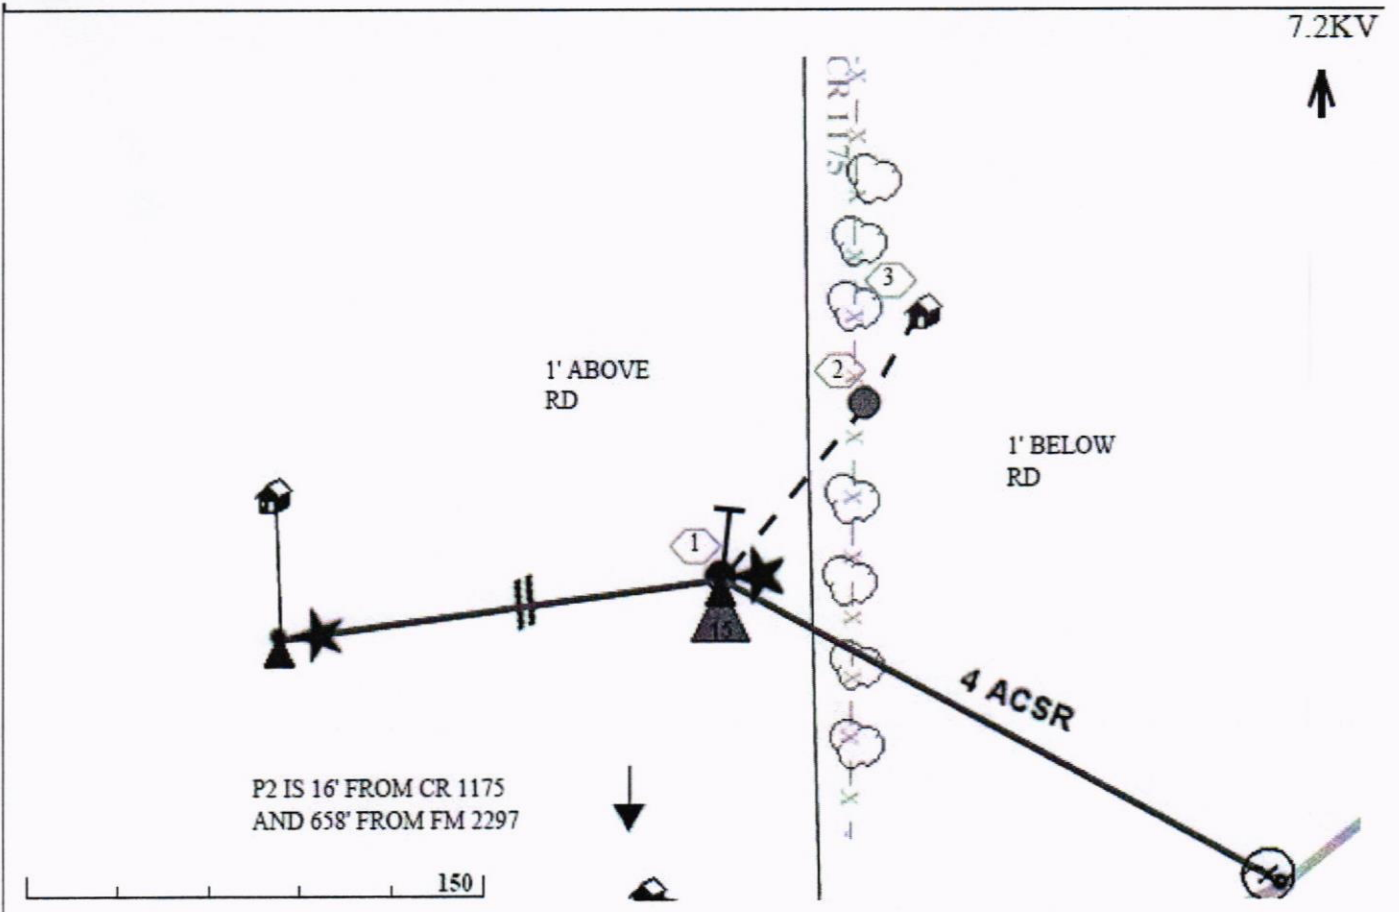 7.2KV
CR 1175
3
1' ABOVE
RD
2
1' BELOW
RD
1
15
4 ACSR
P2 IS 16' FROM CR 1175
AND 658' FROM FM 2297
150